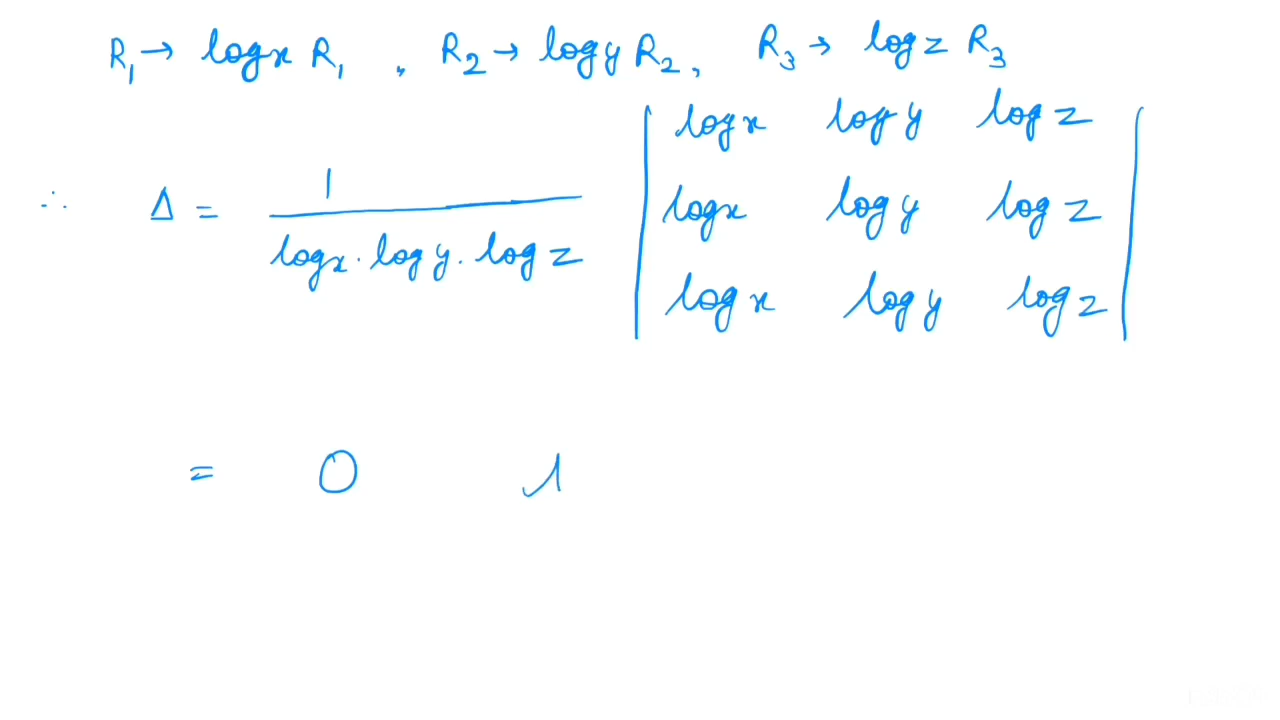 R₁ → log x R₁ , R₂ → log y R₂ , R₃ → log z R₃
log x log y log z
∴ Δ = 1 / (log x · log y · log z) | log x log y log z |
log x log y log z
= 0